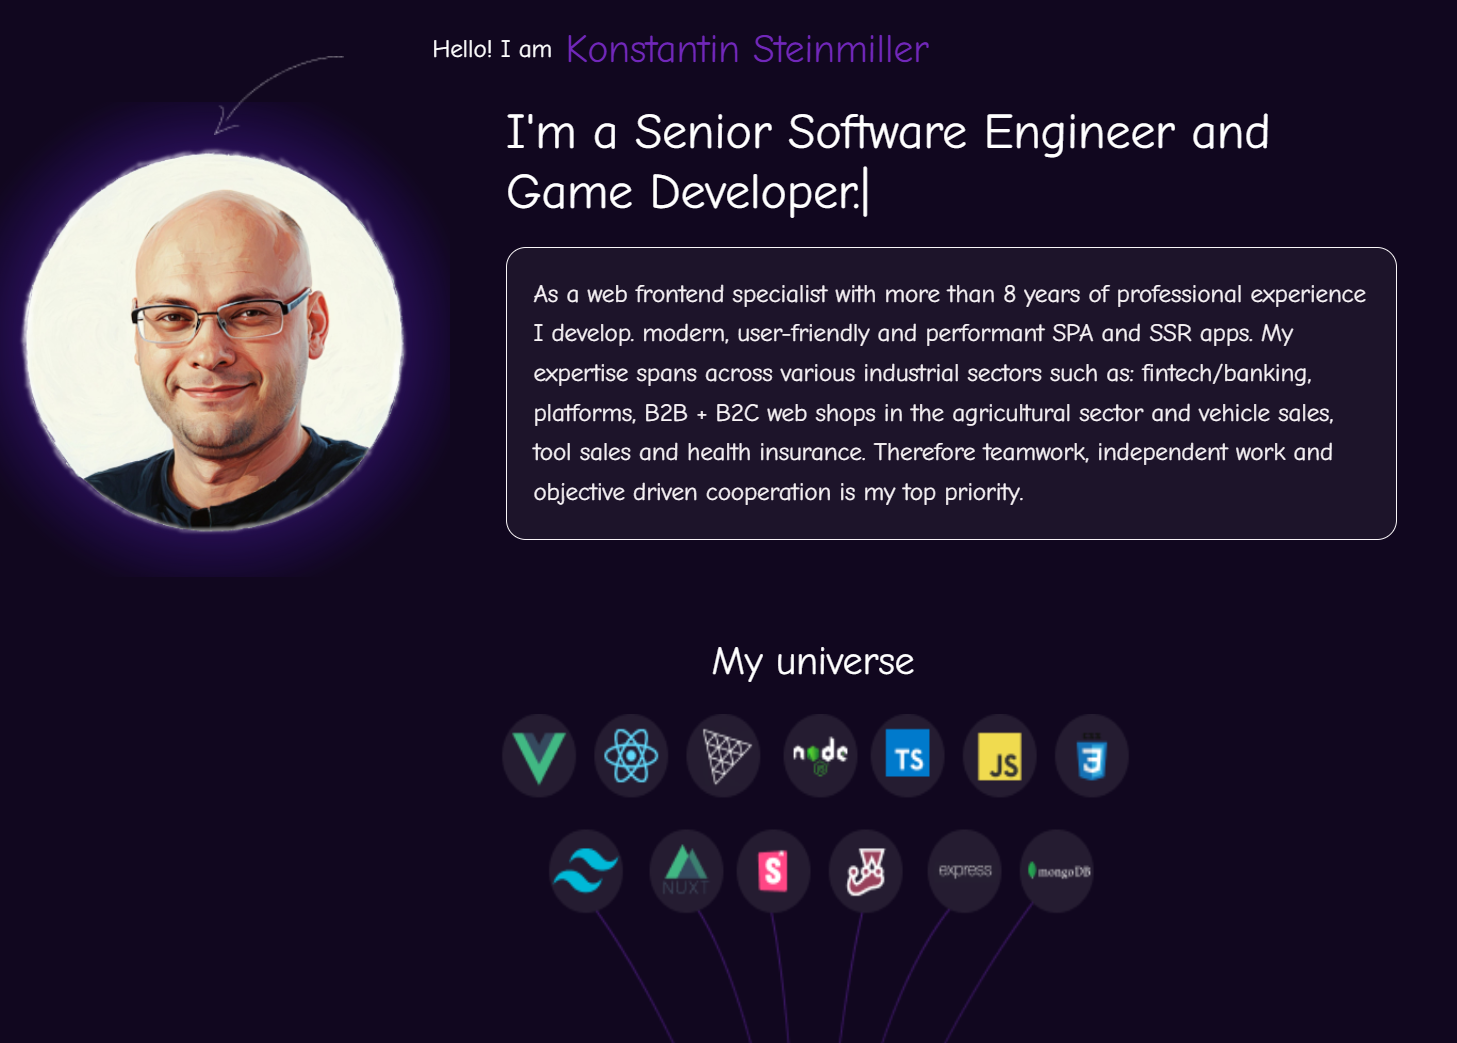 Hello! I am Konstantin Steinmiller
I'm a Senior Software Engineer and
Game Developer.
As a web frontend specialist with more than 8 years of professional experience
I develop. modern, user-friendly and performant SPA and SSR apps. My
expertise spans across various industrial sectors such as: fintech/banking,
platforms, B2B + B2C web shops in the agricultural sector and vehicle sales,
tool sales and health insurance. Therefore teamwork, independent work and
objective driven cooperation is my top priority.
My universe
node JS TS JS CSS 3
NUXT S express mongoDB